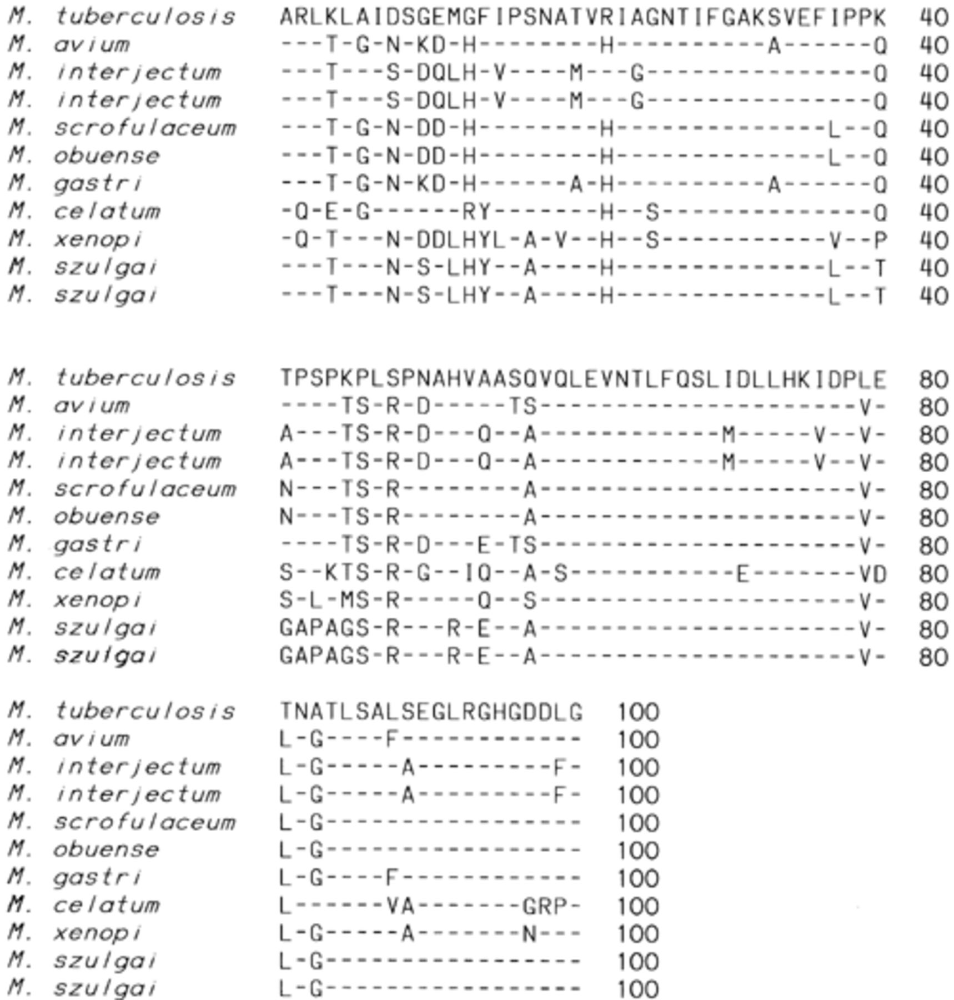 M. tuberculosis ARLKLAIDSGEMGFIPSNATVRIAGNTIFGAKSVEFIPPK 40
M. avium ---T-G-N-KD-H--------H----------A------Q 40
M. interjectum ---T---S-DQLH-V----M---G---------------Q 40
M. interjectum ---T---S-DQLH-V----M---G---------------Q 40
M. scrofulaceum ---T-G-N-DD-H--------H--------------L--Q 40
M. obuense ---T-G-N-DD-H--------H--------------L--Q 40
M. gastri ---T-G-N-KD-H------A-H----------A------Q 40
M. celatum -Q-E-G------RY-------H--S--------------Q 40
M. xenopi -Q-T---N-DDLHYL-A-V--H--S-----------V--P 40
M. szulgai ---T---N-S-LHY--A----H--------------L--T 40
M. szulgai ---T---N-S-LHY--A----H--------------L--T 40
M. tuberculosis TPSPKPLSPNAHVAASQVQLEVNTLFQSLIDLLHKIDPLE 80
M. avium ----TS-R-D-----TS---------------------V- 80
M. interjectum A---TS-R-D---Q--A------------M-----V--V- 80
M. interjectum A---TS-R-D---Q--A------------M-----V--V- 80
M. scrofulaceum N---TS-R--------A---------------------V- 80
M. obuense N---TS-R--------A---------------------V- 80
M. gastri ----TS-R-D---E-TS---------------------V- 80
M. celatum S--KTS-R-G--IQ--A-S-----------E-------VD 80
M. xenopi S-L-MS-R-----Q--S---------------------V- 80
M. szulgai GAPAGS-R---R-E--A---------------------V- 80
M. szulgai GAPAGS-R---R-E--A---------------------V- 80
M. tuberculosis TNATLSALSEGLRGHGDDLG 100
M. avium L-G----F------------ 100
M. interjectum L-G-----A---------F- 100
M. interjectum L-G-----A---------F- 100
M. scrofulaceum L-G----------------- 100
M. obuense L-G----------------- 100
M. gastri L-G----F------------ 100
M. celatum L------VA-------GRP- 100
M. xenopi L-G-----A-------N--- 100
M. szulgai L-G----------------- 100
M. szulgai L-G----------------- 100